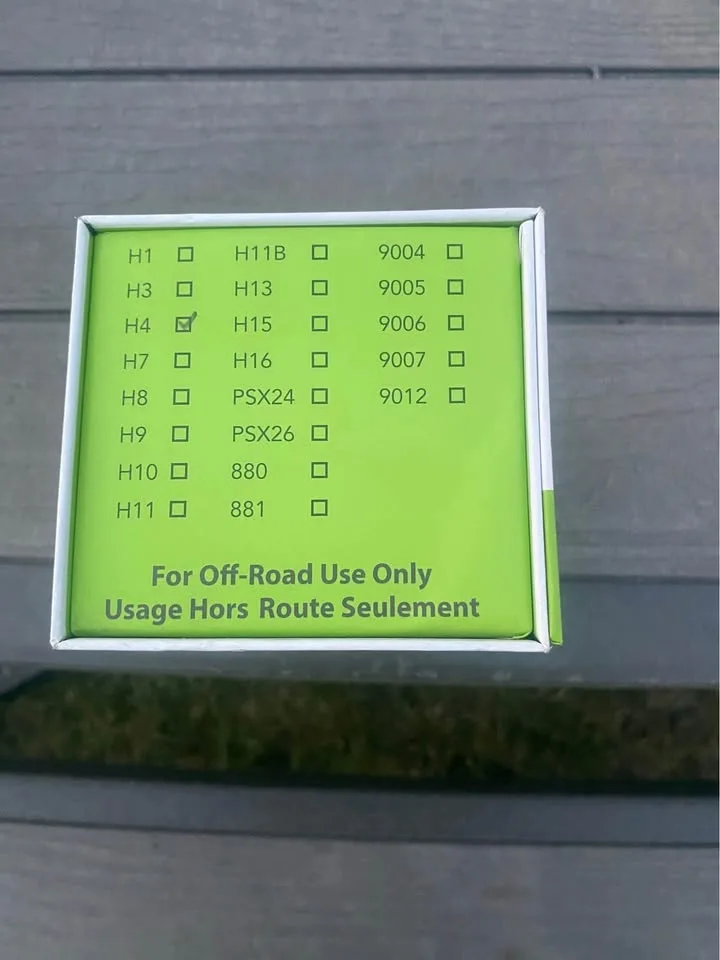 H1 ☐ H11B ☐ 9004 ☐
H3 ☐ H13 ☐ 9005 ☐
H4 ☑ H15 ☐ 9006 ☐
H7 ☐ H16 ☐ 9007 ☐
H8 ☐ PSX24 ☐ 9012 ☐
H9 ☐ PSX26 ☐
H10 ☐ 880 ☐
H11 ☐ 881 ☐
For Off-Road Use Only
Usage Hors Route Seulement